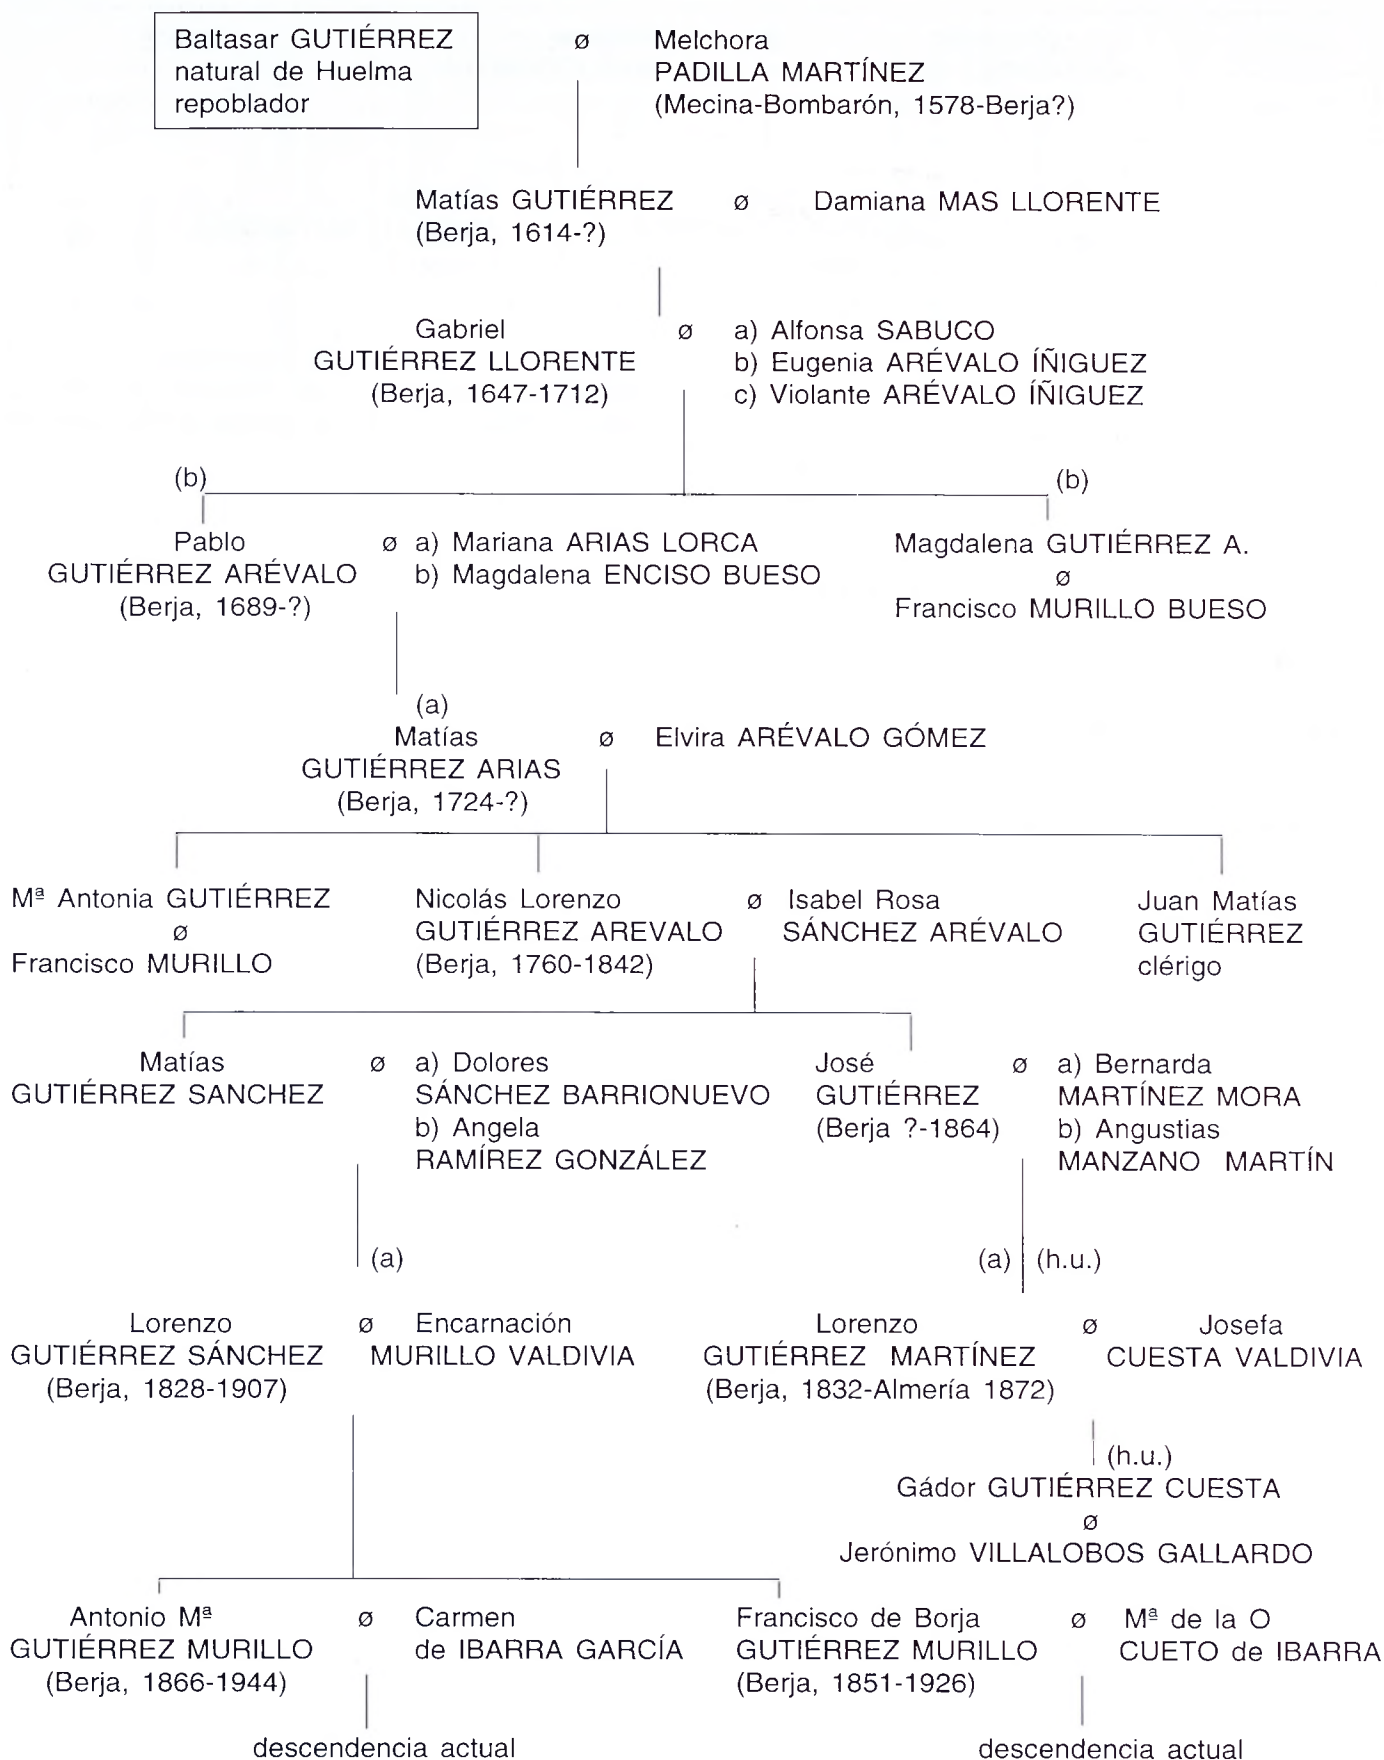 Baltasar GUTIÉRREZ
natural de Huelma
repoblador
ø
Melchora
PADILLA MARTÍNEZ
(Mecina-Bombarón, 1578-Berja?)
Matías GUTIÉRREZ
(Berja, 1614-?)
ø
Damiana MAS LLORENTE
Gabriel
GUTIÉRREZ LLORENTE
(Berja, 1647-1712)
ø
a) Alfonsa SABUCO
b) Eugenia ARÉVALO ÍÑIGUEZ
c) Violante ARÉVALO ÍÑIGUEZ
(b)
(b)
Pablo
GUTIÉRREZ ARÉVALO
(Berja, 1689-?)
ø
a) Mariana ARIAS LORCA
b) Magdalena ENCISO BUESO
Magdalena GUTIÉRREZ A.
ø
Francisco MURILLO BUESO
(a)
Matías
GUTIÉRREZ ARIAS
(Berja, 1724-?)
ø
Elvira ARÉVALO GÓMEZ
Mª Antonia GUTIÉRREZ
ø
Francisco MURILLO
Nicolás Lorenzo
GUTIÉRREZ AREVALO
(Berja, 1760-1842)
ø
Isabel Rosa
SÁNCHEZ ARÉVALO
Juan Matías
GUTIÉRREZ
clérigo
Matías
GUTIÉRREZ SANCHEZ
ø
a) Dolores
SÁNCHEZ BARRIONUEVO
b) Angela
RAMÍREZ GONZÁLEZ
José
GUTIÉRREZ
(Berja ?-1864)
ø
a) Bernarda
MARTÍNEZ MORA
b) Angustias
MANZANO MARTÍN
(a)
(a)
(h.u.)
Lorenzo
GUTIÉRREZ SÁNCHEZ
(Berja, 1828-1907)
ø
Encarnación
MURILLO VALDIVIA
Lorenzo
GUTIÉRREZ MARTÍNEZ
(Berja, 1832-Almería 1872)
ø
Josefa
CUESTA VALDIVIA
(h.u.)
Gádor GUTIÉRREZ CUESTA
ø
Jerónimo VILLALOBOS GALLARDO
Antonio Mª
GUTIÉRREZ MURILLO
(Berja, 1866-1944)
ø
Carmen
de IBARRA GARCÍA
Francisco de Borja
GUTIÉRREZ MURILLO
(Berja, 1851-1926)
ø
Mª de la O
CUETO de IBARRA
descendencia actual
descendencia actual